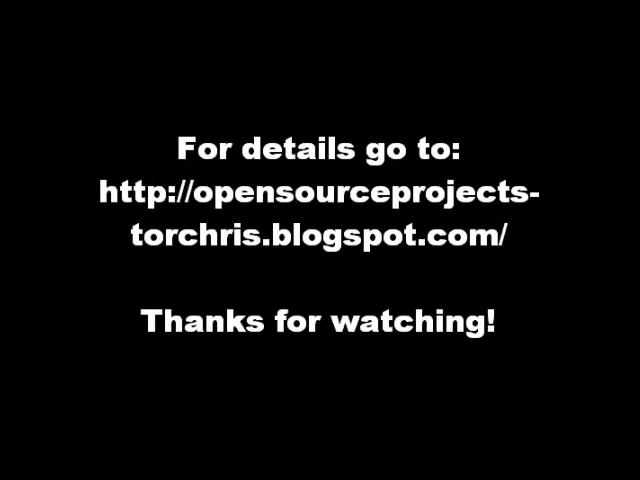 For details go to:
http://opensourceprojects-
torchris.blogspot.com/
Thanks for watching!